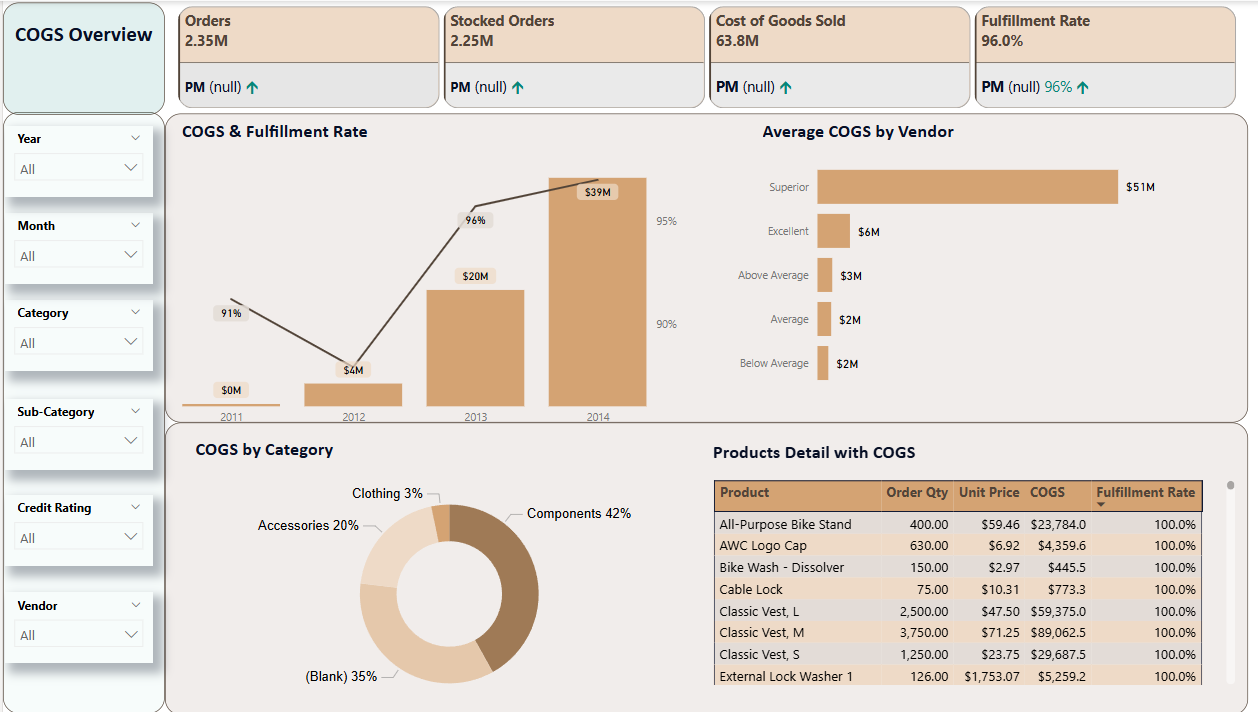 COGS Overview
Orders
2.35M
PM (null)
Stocked Orders
2.25M
PM (null)
Cost of Goods Sold
63.8M
PM (null)
Fulfillment Rate
96.0%
PM (null) 96%
Year
All
Month
All
Category
All
Sub-Category
All
Credit Rating
All
Vendor
All
COGS & Fulfillment Rate
$39M
96%
95%
$20M
91%
90%
$4M
$0M
2011 2012 2013 2014
Average COGS by Vendor
Superior $51M
Excellent $6M
Above Average $3M
Average $2M
Below Average $2M
COGS by Category
Clothing 3%
Components 42%
Accessories 20%
(Blank) 35%
Products Detail with COGS
Product Order Qty Unit Price COGS Fulfillment Rate
All-Purpose Bike Stand 400.00 $59.46 $23,784.0 100.0%
AWC Logo Cap 630.00 $6.92 $4,359.6 100.0%
Bike Wash - Dissolver 150.00 $2.97 $445.5 100.0%
Cable Lock 75.00 $10.31 $773.3 100.0%
Classic Vest, L 2,500.00 $47.50 $59,375.0 100.0%
Classic Vest, M 3,750.00 $71.25 $89,062.5 100.0%
Classic Vest, S 1,250.00 $23.75 $29,687.5 100.0%
External Lock Washer 1 126.00 $1,753.07 $5,259.2 100.0%